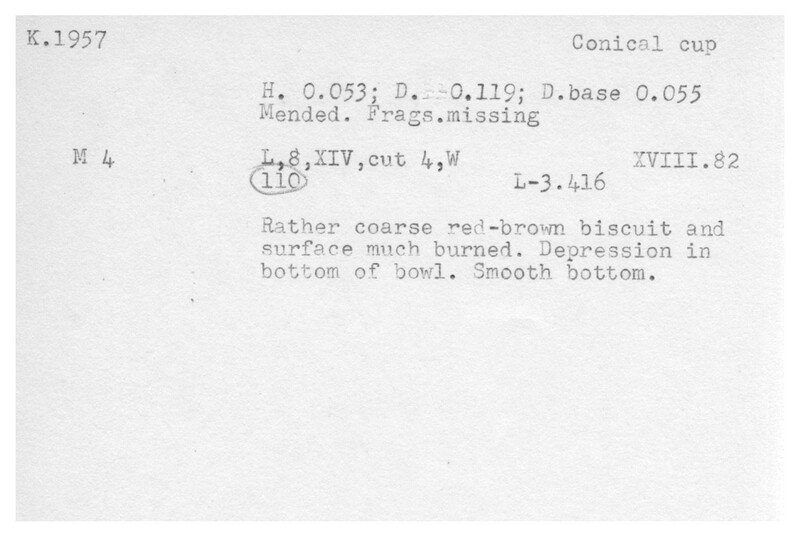 K.1957
Conical cup
H. 0.053; D. 0.119; D.base 0.055
Mended. Frags.missing
M 4
L,8,XIV,cut 4,W
XVIII.82
110
L-3.416
Rather coarse red-brown biscuit and
surface much burned. Depression in
bottom of bowl. Smooth bottom.